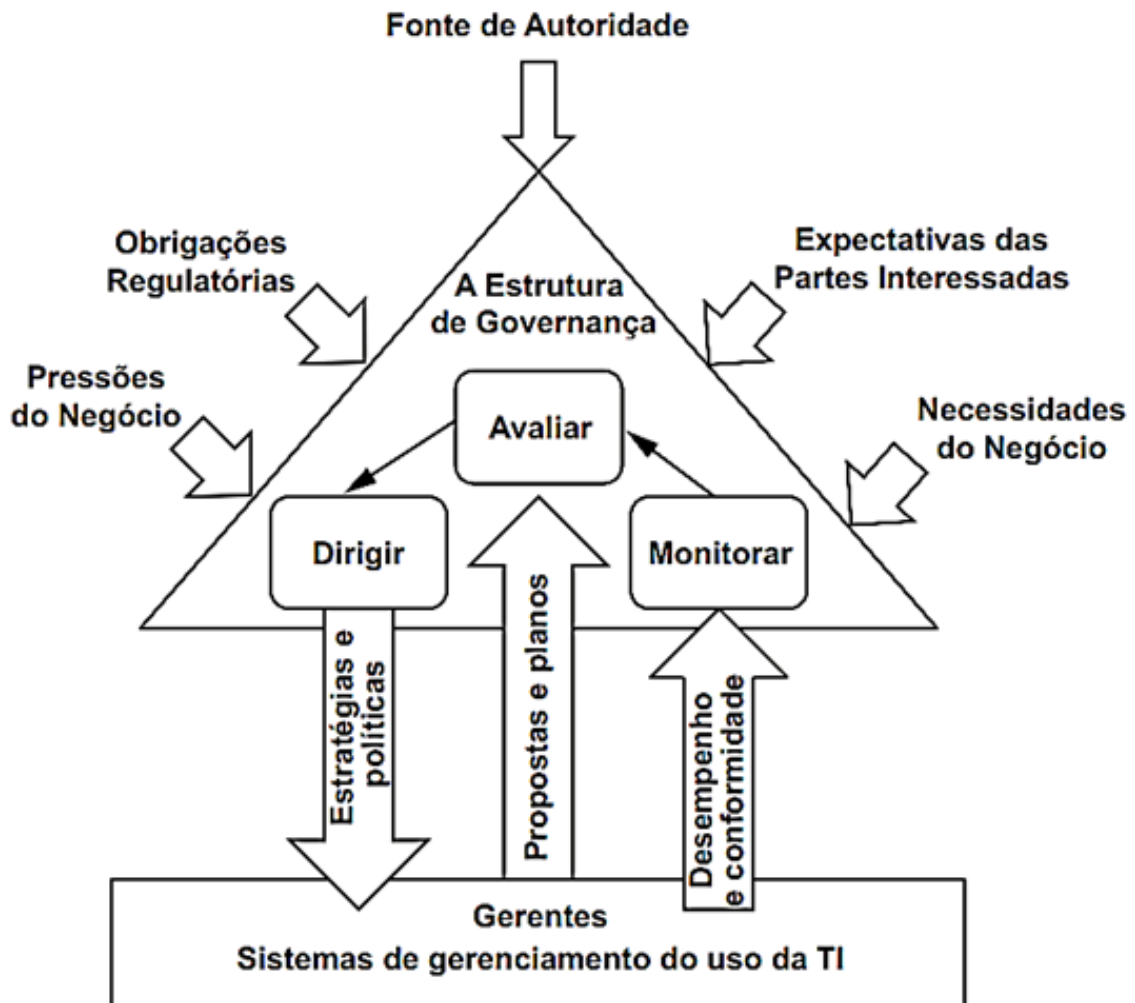 Fonte de Autoridade
Obrigações
Regulatórias
Expectativas das
Partes Interessadas
A Estrutura
de Governança
Pressões
do Negócio
Necessidades
do Negócio
Avaliar
Dirigir
Monitorar
Estratégias e
políticas
Propostas e planos
Desempenho
e conformidade
Gerentes
Sistemas de gerenciamento do uso da TI